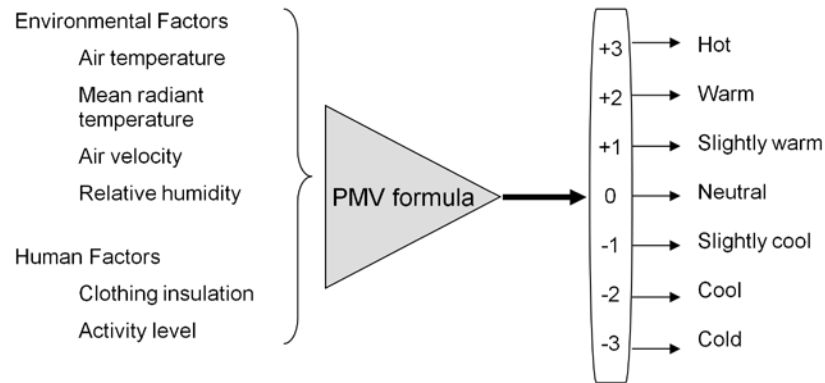 Environmental Factors
Air temperature
Mean radiant
temperature
Air velocity
Relative humidity
Human Factors
Clothing insulation
Activity level
PMV formula
+3 Hot
+2 Warm
+1 Slightly warm
0 Neutral
-1 Slightly cool
-2 Cool
-3 Cold